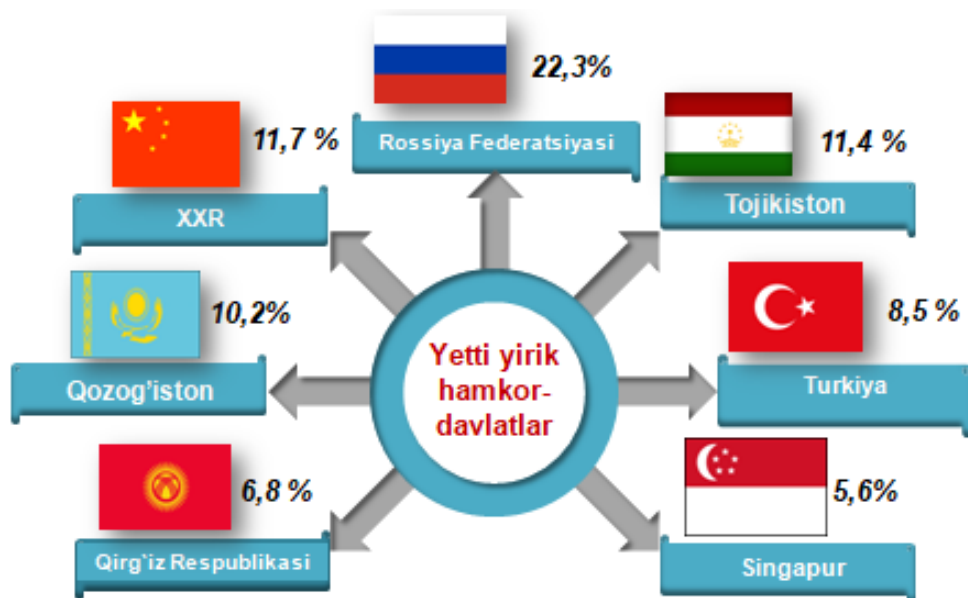 22,3%
Rossiya Federatsiyasi
11,7 %
XXR
11,4 %
Tojikiston
10,2%
Qozog’iston
8,5 %
Turkiya
Yetti yirik
hamkor-
davlatlar
6,8 %
Qirg`iz Respublikasi
5,6%
Singapur